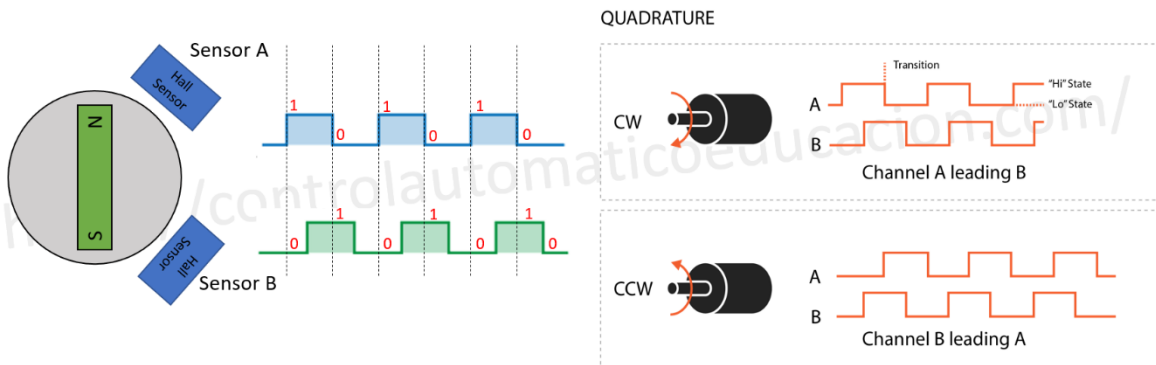 Sensor A
Hall
Sensor
N
S
Hall
Sensor
Sensor B
1
1
1
0
0
0
1
1
1
0
0
0
0
QUADRATURE
CW
Transition
A
"Hi" State
"Lo" State
B
Channel A leading B
CCW
A
B
Channel B leading A
/controlautomaticoeducacion.com/